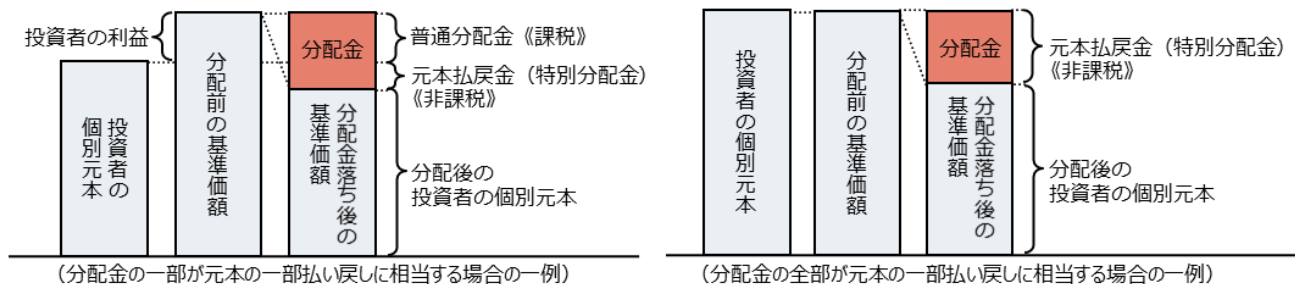 投資者の利益
投資者の
個別元本
分配前の基準価額
分配金
分配金落ち後の
基準価額
普通分配金《課税》
元本払戻金（特別分配金）
《非課税》
分配後の
投資者の個別元本
（分配金の一部が元本の一部払い戻しに相当する場合の一例）
投資者の個別元本
分配前の基準価額
分配金
分配金落ち後の
基準価額
元本払戻金（特別分配金）
《非課税》
分配後の
投資者の個別元本
（分配金の全部が元本の一部払い戻しに相当する場合の一例）